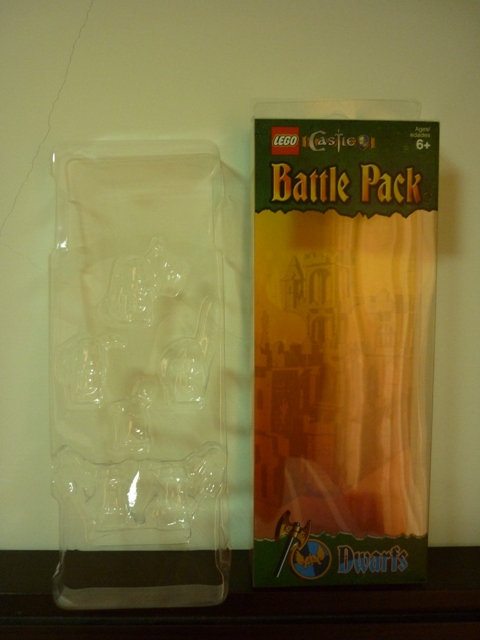 LEGO Castle
Ages/
edades
6+
Battle Pack
Dwarfs